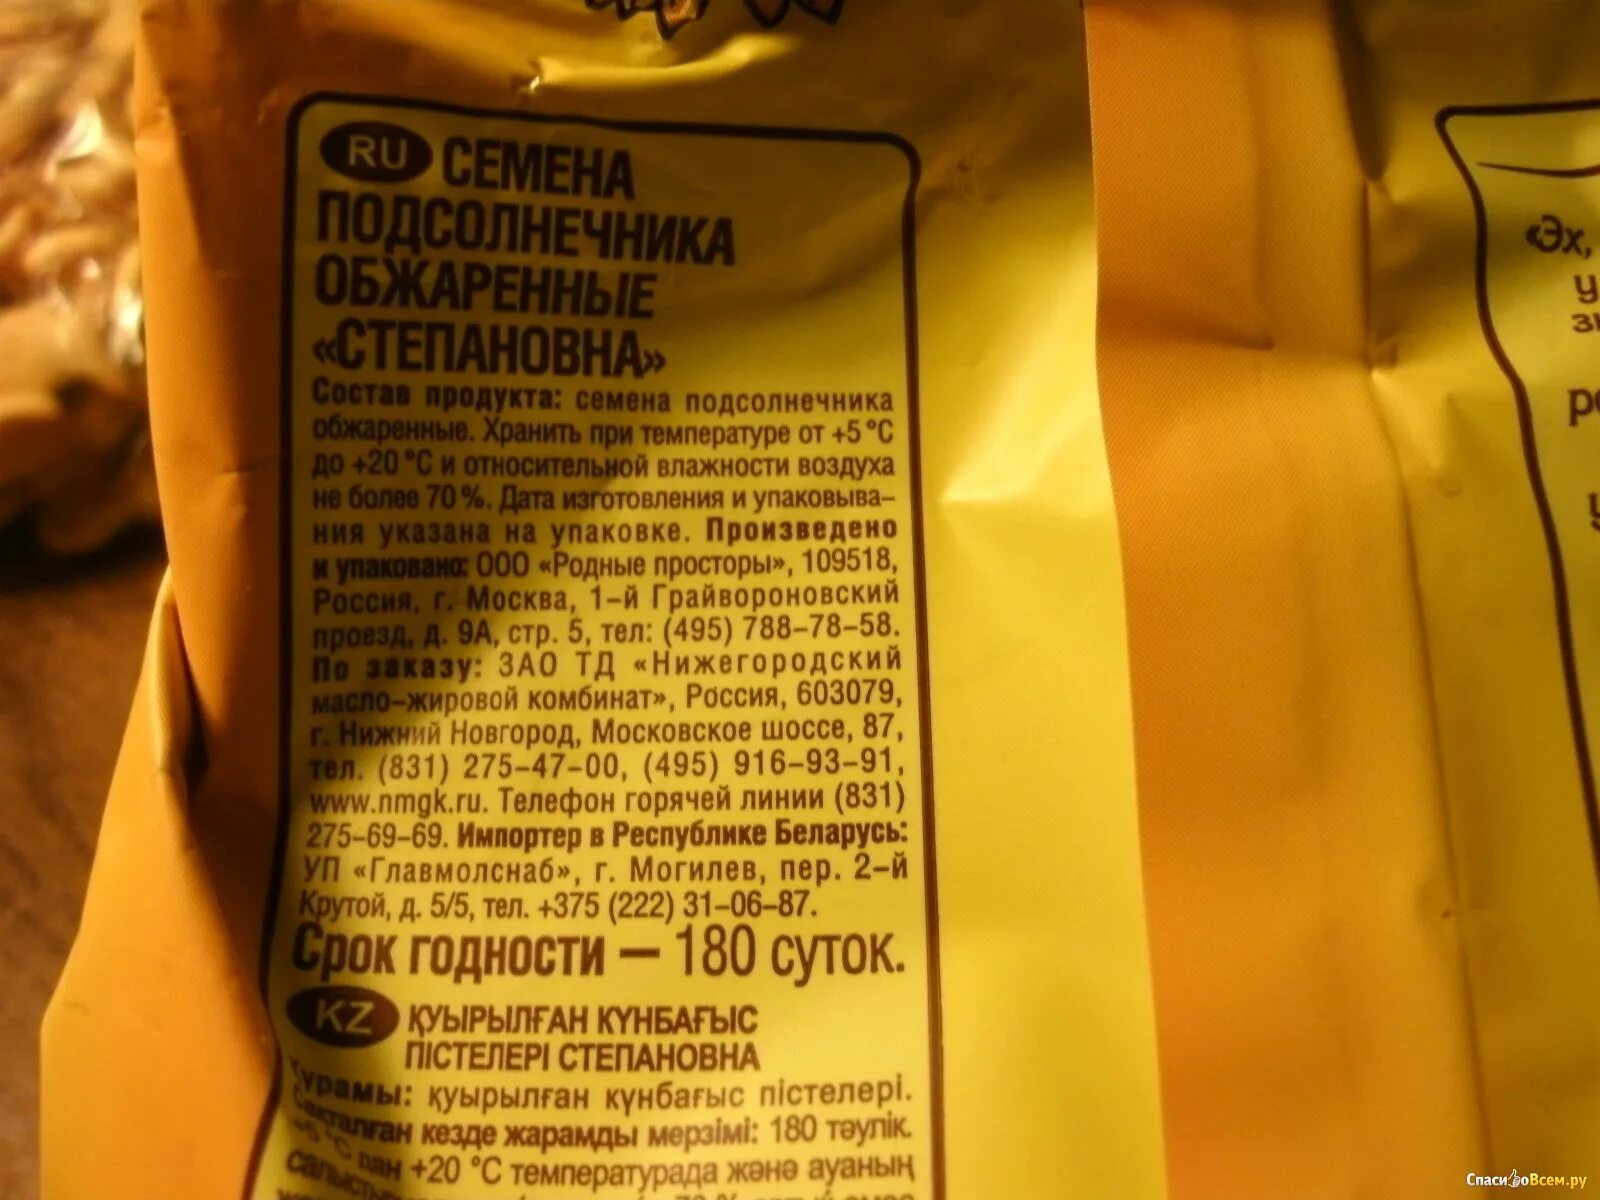 RU СЕМЕНА
ПОДСОЛНЕЧНИКА
ОБЖАРЕННЫЕ
«СТЕПАНОВНА»
Состав продукта: семена подсолнечника
обжаренные. Хранить при температуре от +5 °С
до +20 °С и относительной влажности воздуха
не более 70 %. Дата изготовления и упаковыва-
ния указана на упаковке. Произведено
и упаковано: ООО «Родные просторы», 109518,
Россия, г. Москва, 1-й Грайвороновский
проезд, д. 9А, стр. 5, тел: (495) 788-78-58.
По заказу: ЗАО ТД «Нижегородский
масло-жировой комбинат», Россия, 603079,
г. Нижний Новгород, Московское шоссе, 87,
тел. (831) 275-47-00, (495) 916-93-91,
www.nmgk.ru. Телефон горячей линии (831)
275-69-69. Импортер в Республике Беларусь:
УП «Главмолснаб», г. Могилев, пер. 2-й
Крутой, д. 5/5, тел. +375 (222) 31-06-87.
Срок годности – 180 суток.
KZ ҚУЫРЫЛҒАН КҮНБАҒЫС
ПІСТЕЛЕРІ СТЕПАНОВНА
Құрамы: қуырылған күнбағыс пістелері.
Сақталған кезде жарамды мерзімі: 180 тәулік.
+5 °С пан +20 °С температурада және ауаның
«Эх,
СпасибоВсем.ру